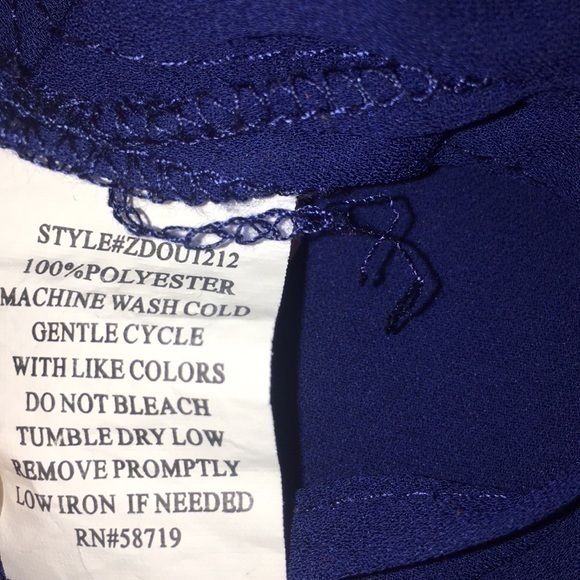 STYLE#ZDOU1212
100%POLYESTER
MACHINE WASH COLD
GENTLE CYCLE
WITH LIKE COLORS
DO NOT BLEACH
TUMBLE DRY LOW
REMOVE PROMPTLY
LOW IRON IF NEEDED
RN#58719